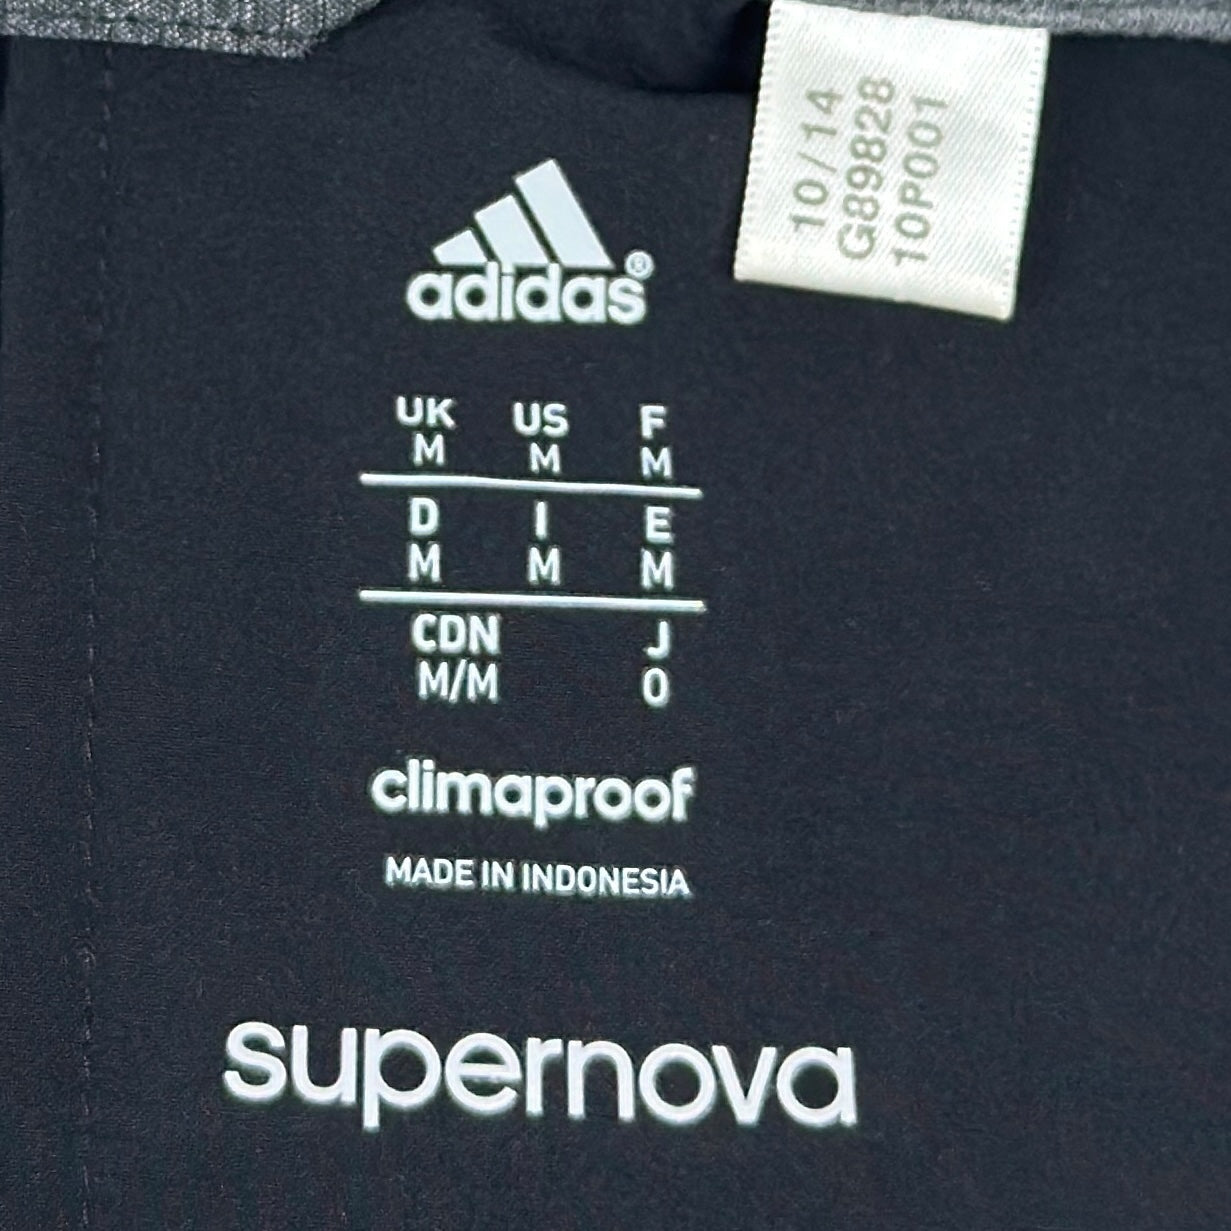 10/14
G89828
10P001
adidas®
UK US F
M M M
D I E
M M M
CDN J
M/M O
climaproof
MADE IN INDONESIA
supernova